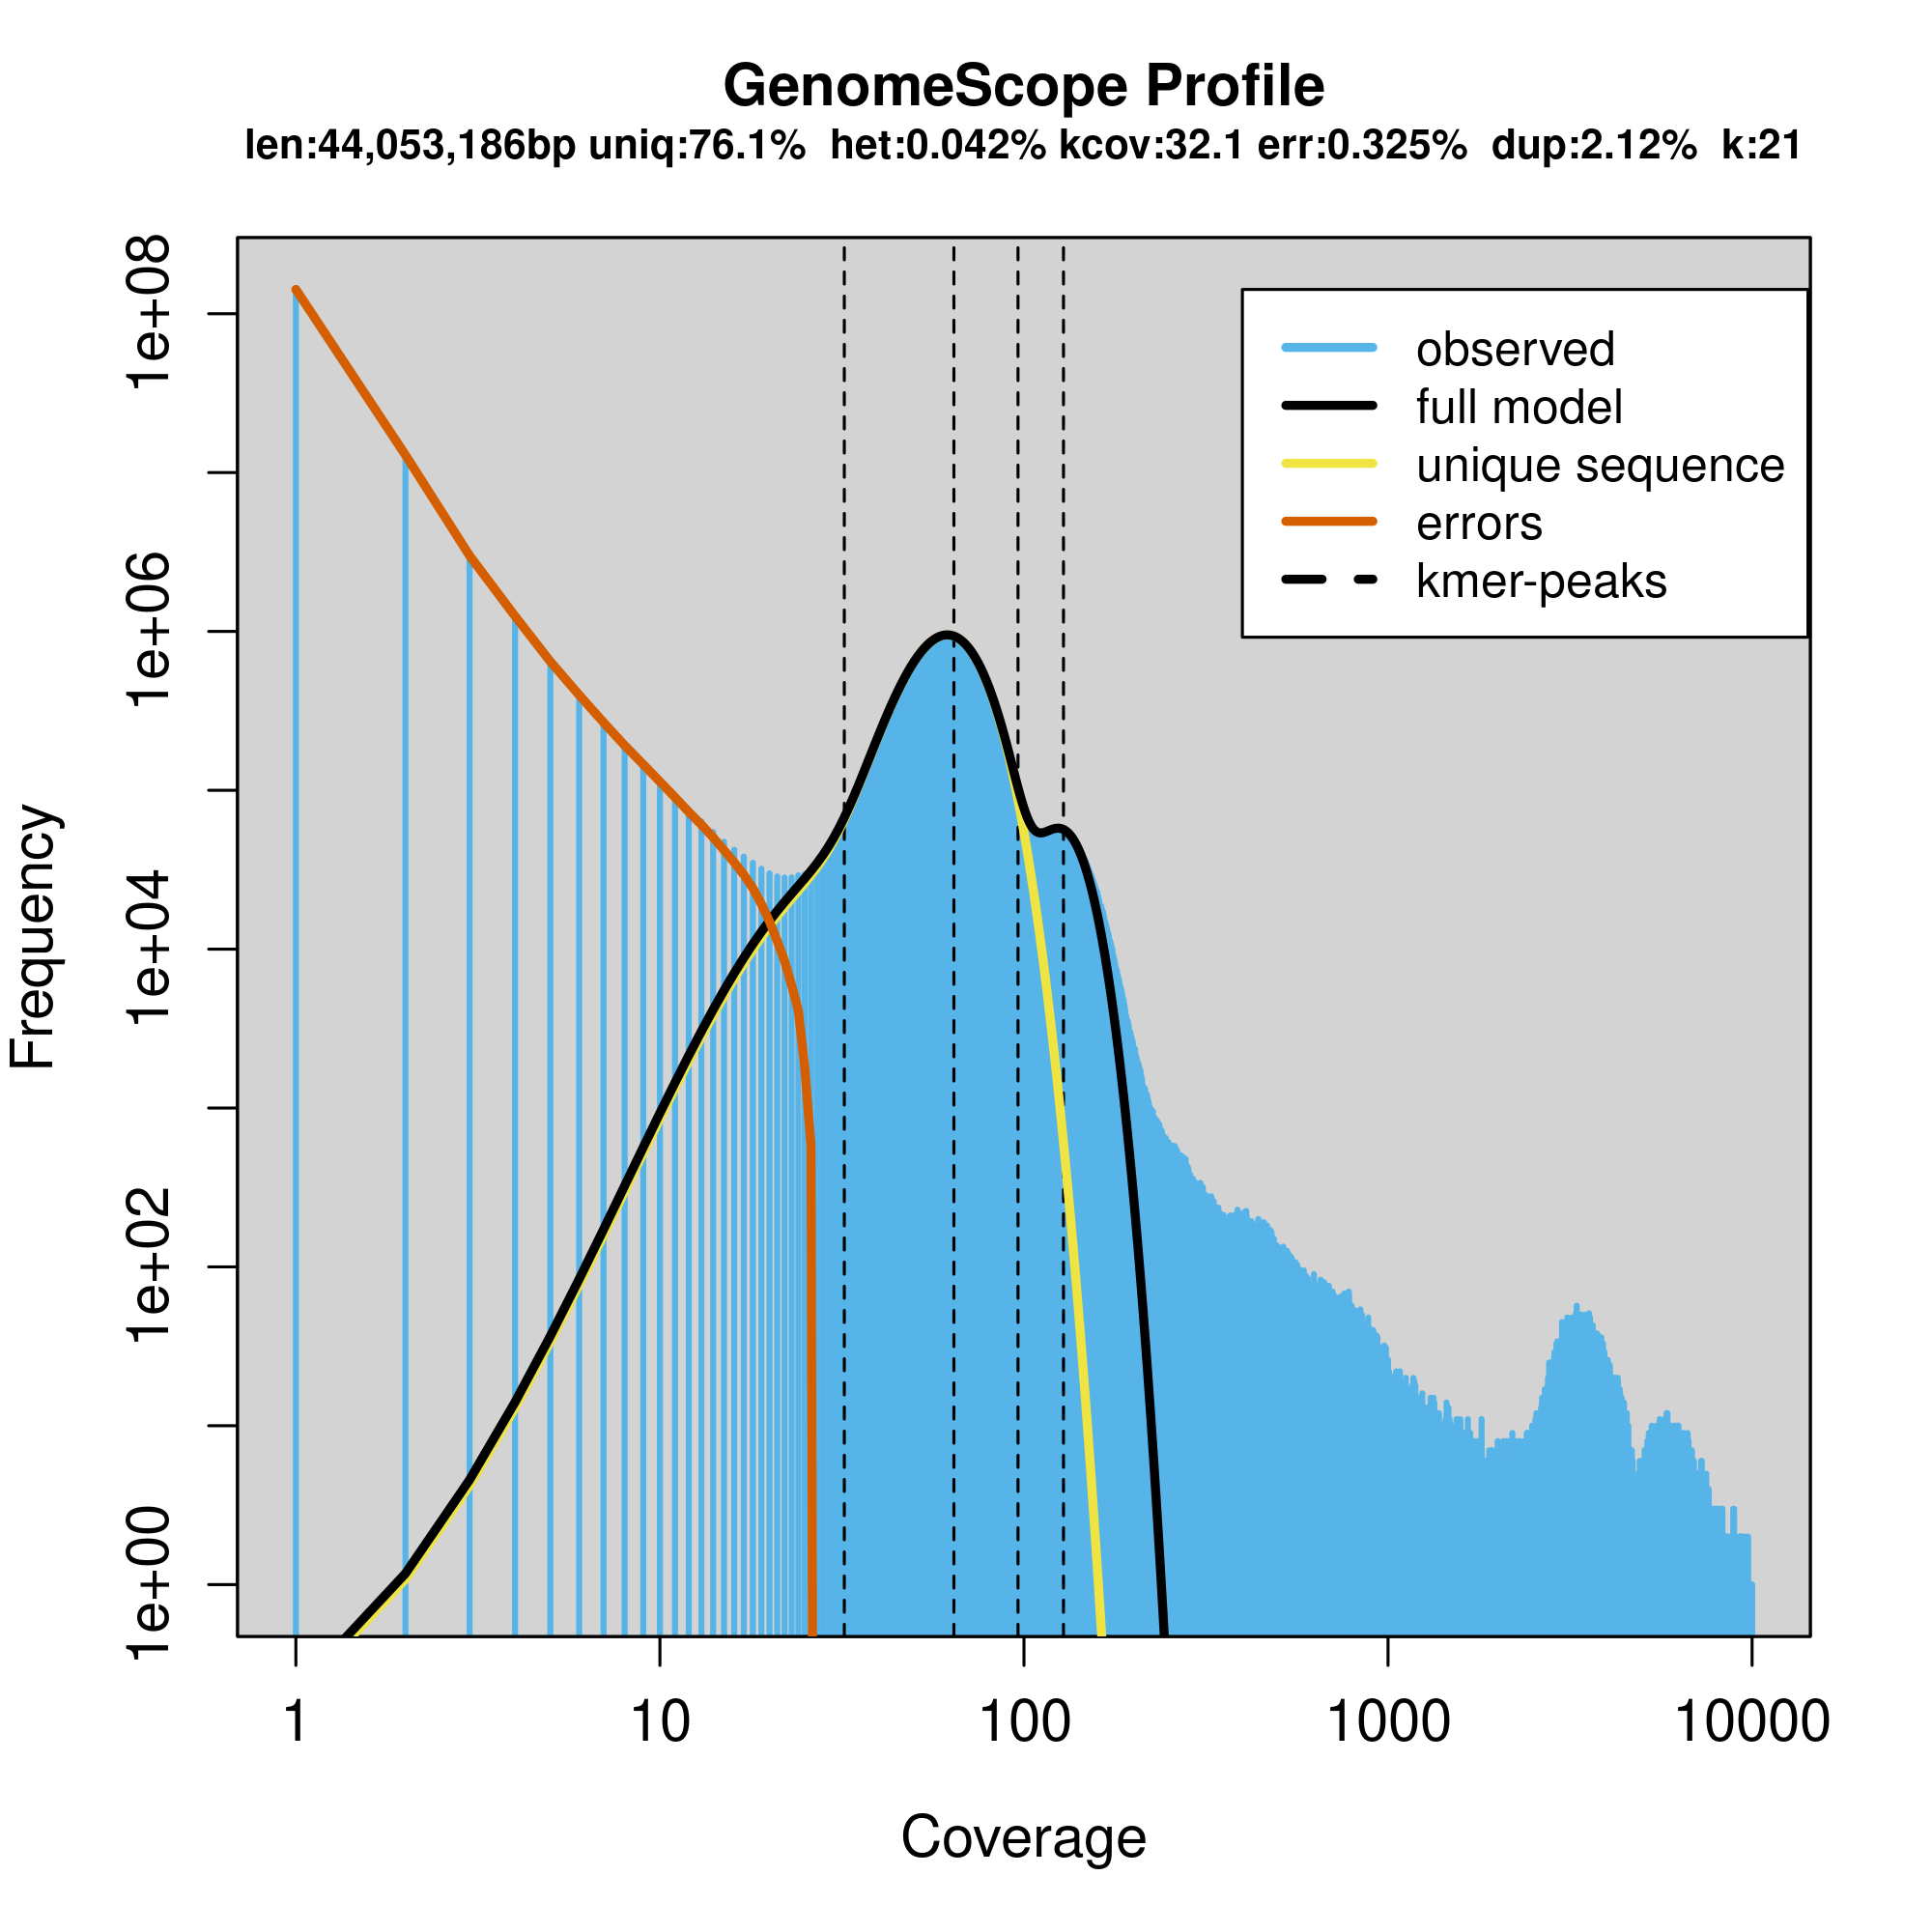 GenomeScope Profile
len:44,053,186bp uniq:76.1% het:0.042% kcov:32.1 err:0.325% dup:2.12% k:21
observed
full model
unique sequence
errors
kmer-peaks
Frequency
1e+08
1e+06
1e+04
1e+02
1e+00
1 10 100 1000 10000
Coverage